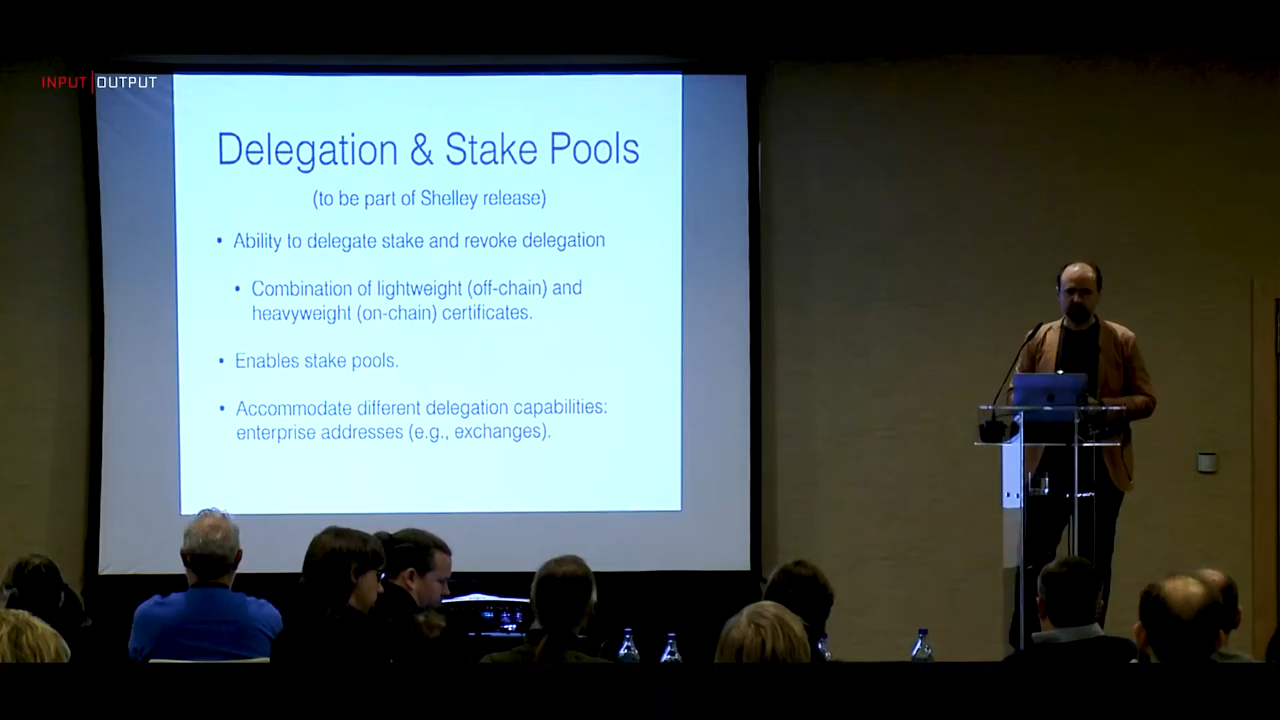 INPUT|OUTPUT
Delegation & Stake Pools
(to be part of Shelley release)
• Ability to delegate stake and revoke delegation
• Combination of lightweight (off-chain) and
heavyweight (on-chain) certificates.
• Enables stake pools.
• Accommodate different delegation capabilities:
enterprise addresses (e.g., exchanges).